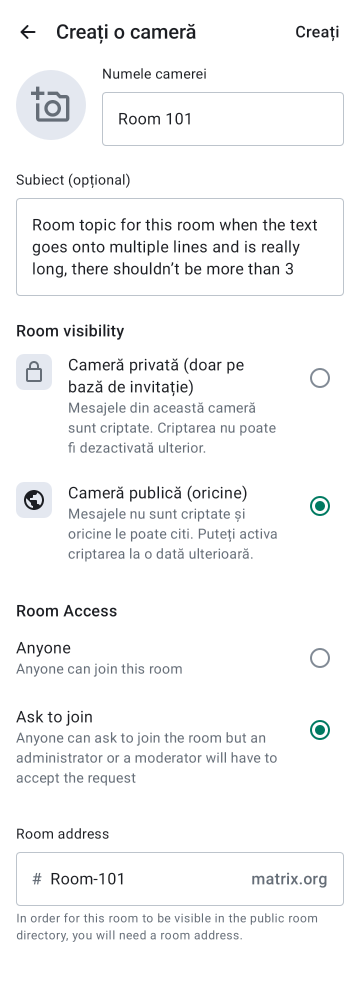 Creați o cameră
Creați
Numele camerei
Room 101
Subiect (opțional)
Room topic for this room when the text
goes onto multiple lines and is really
long, there shouldn’t be more than 3
Room visibility
Cameră privată (doar pe
bază de invitație)
Mesajele din această cameră
sunt criptate. Criptarea nu poate
fi dezactivată ulterior.
Cameră publică (oricine)
Mesajele nu sunt criptate și
oricine le poate citi. Puteți activa
criptarea la o dată ulterioară.
Room Access
Anyone
Anyone can join this room
Ask to join
Anyone can ask to join the room but an
administrator or a moderator will have to
accept the request
Room address
# Room-101 matrix.org
In order for this room to be visible in the public room
directory, you will need a room address.